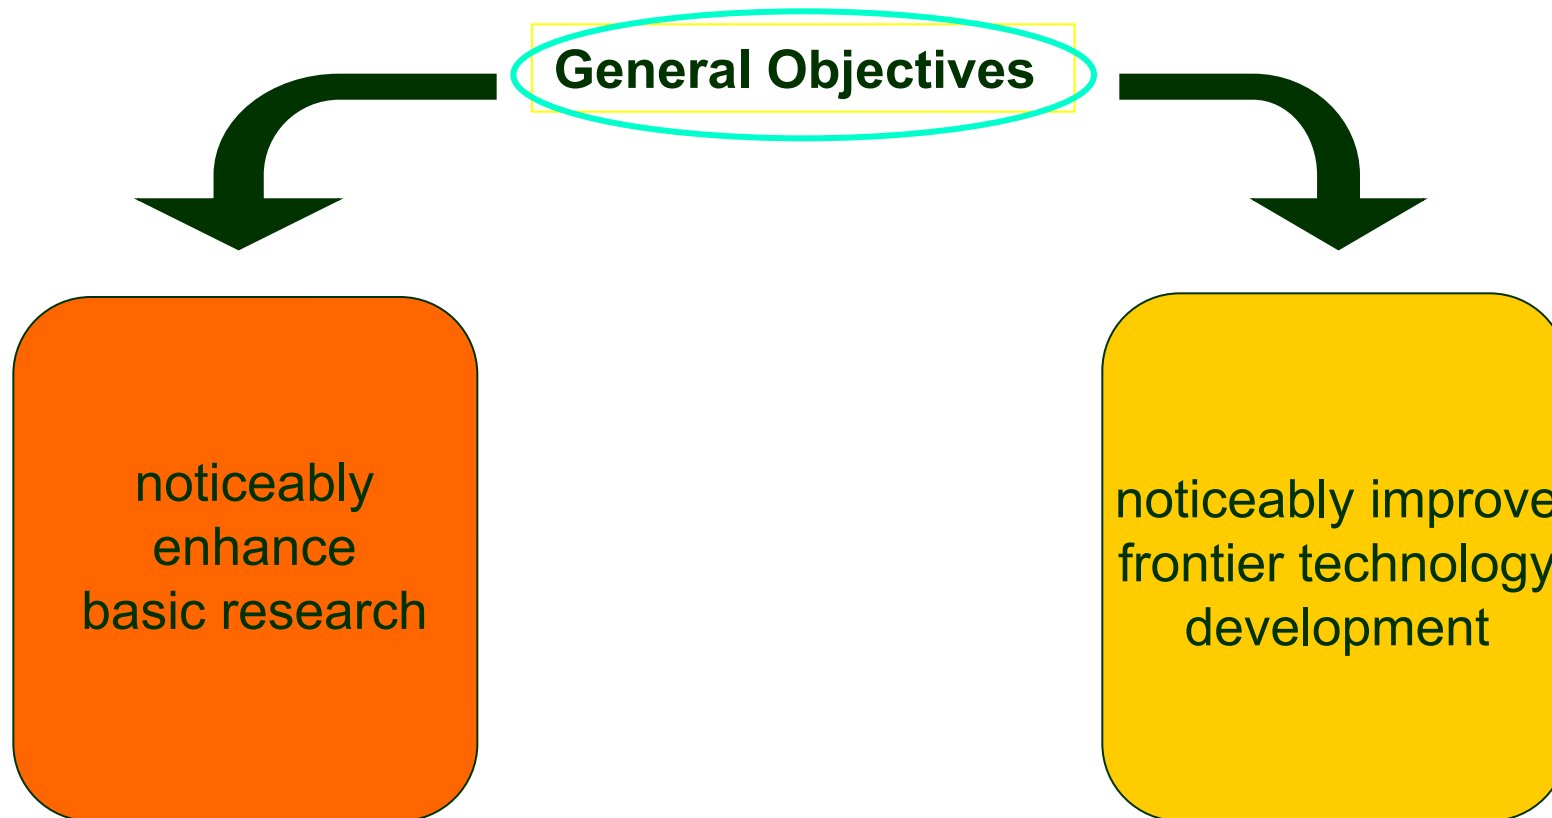 General Objectives
noticeably
enhance
basic research
noticeably improve
frontier technology
development